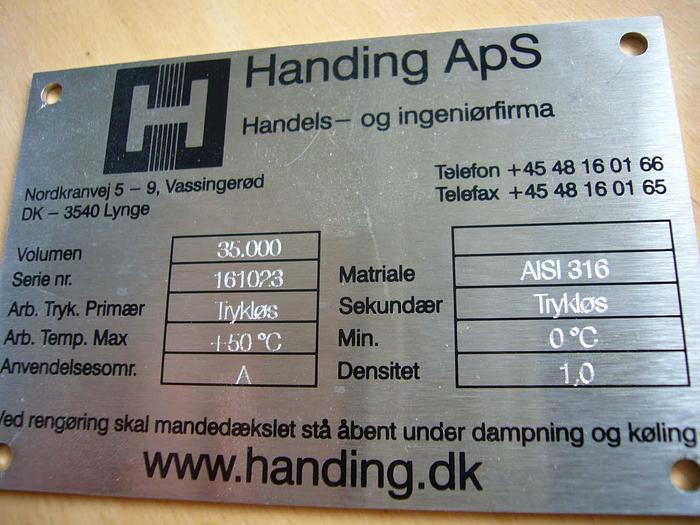 Handing ApS
Handels- og ingeniørfirma
Nordkranvej 5 - 9, Vassingerød
DK - 3540 Lynge
Telefon +45 48 16 01 66
Telefax +45 48 16 01 65
Volumen 35.000
Serie nr. 161023 Matriale AISI 316
Arb. Tryk. Primær Trykløs Sekundær Trykløs
Arb. Temp. Max +50 °C Min. 0 °C
Anvendelsesomr. A Densitet 1,0
Ved rengøring skal mandedækslet stå åbent under dampning og køling
www.handing.dk